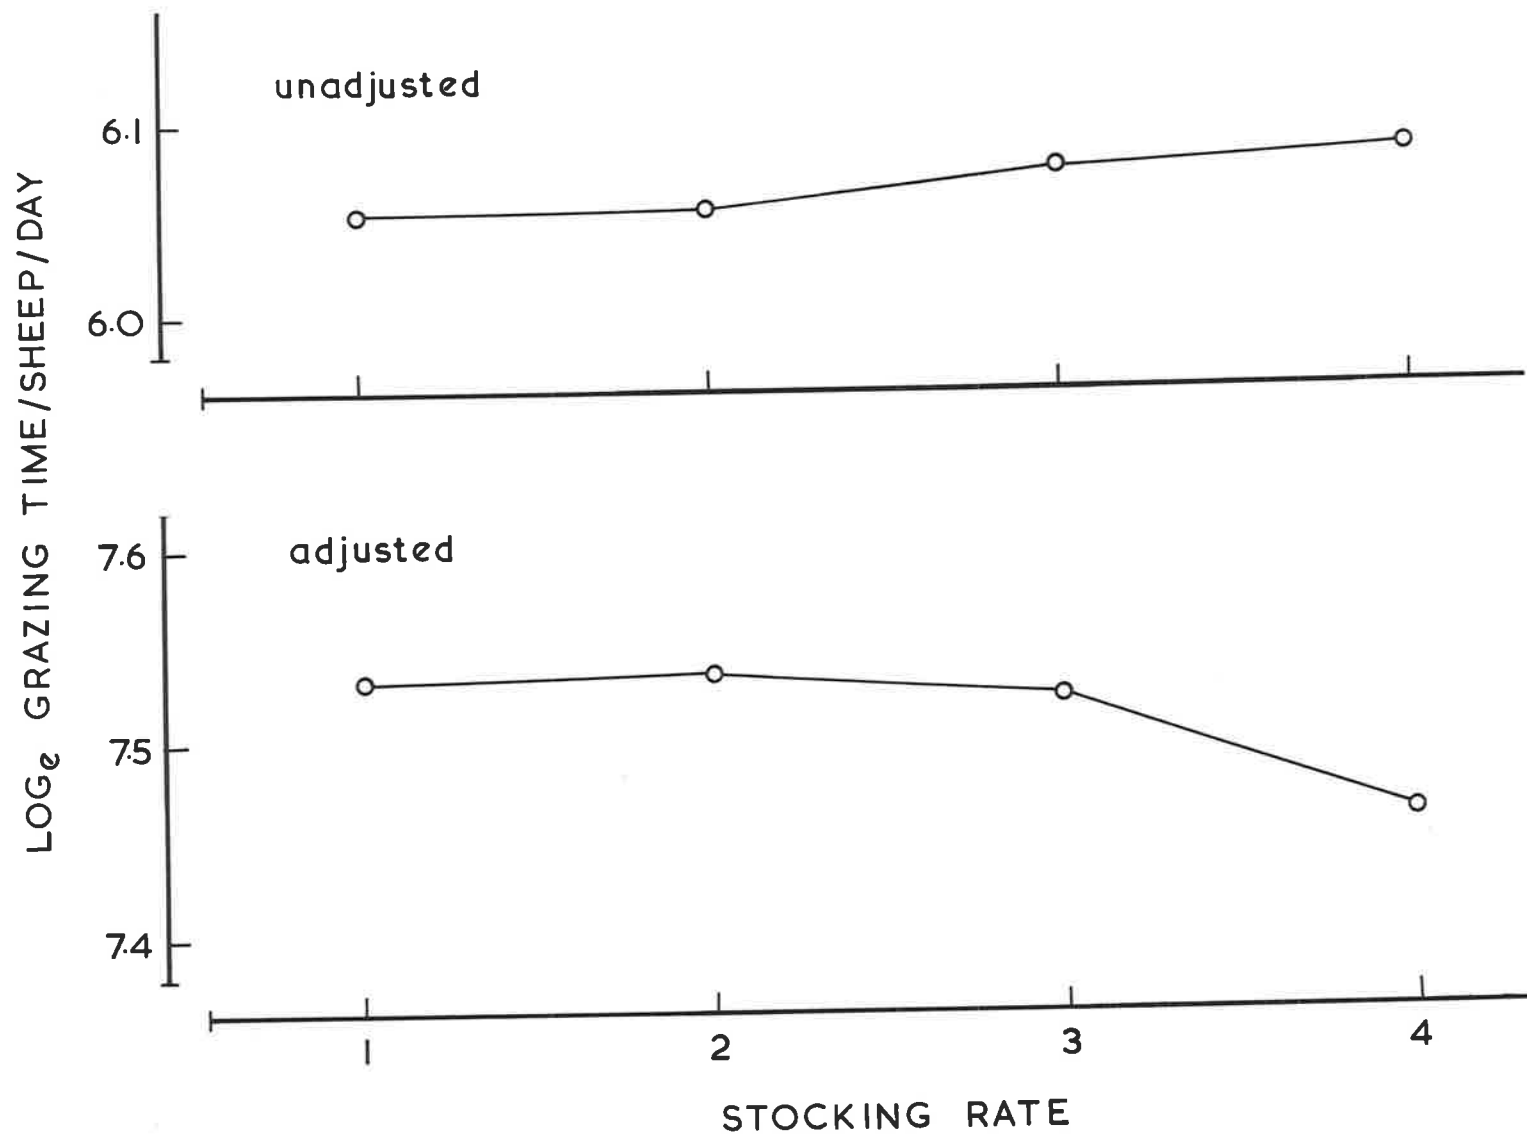 unadjusted
6.1
6.0
LOGe GRAZING TIME/SHEEP/DAY
adjusted
7.6
7.5
7.4
1 2 3 4
STOCKING RATE